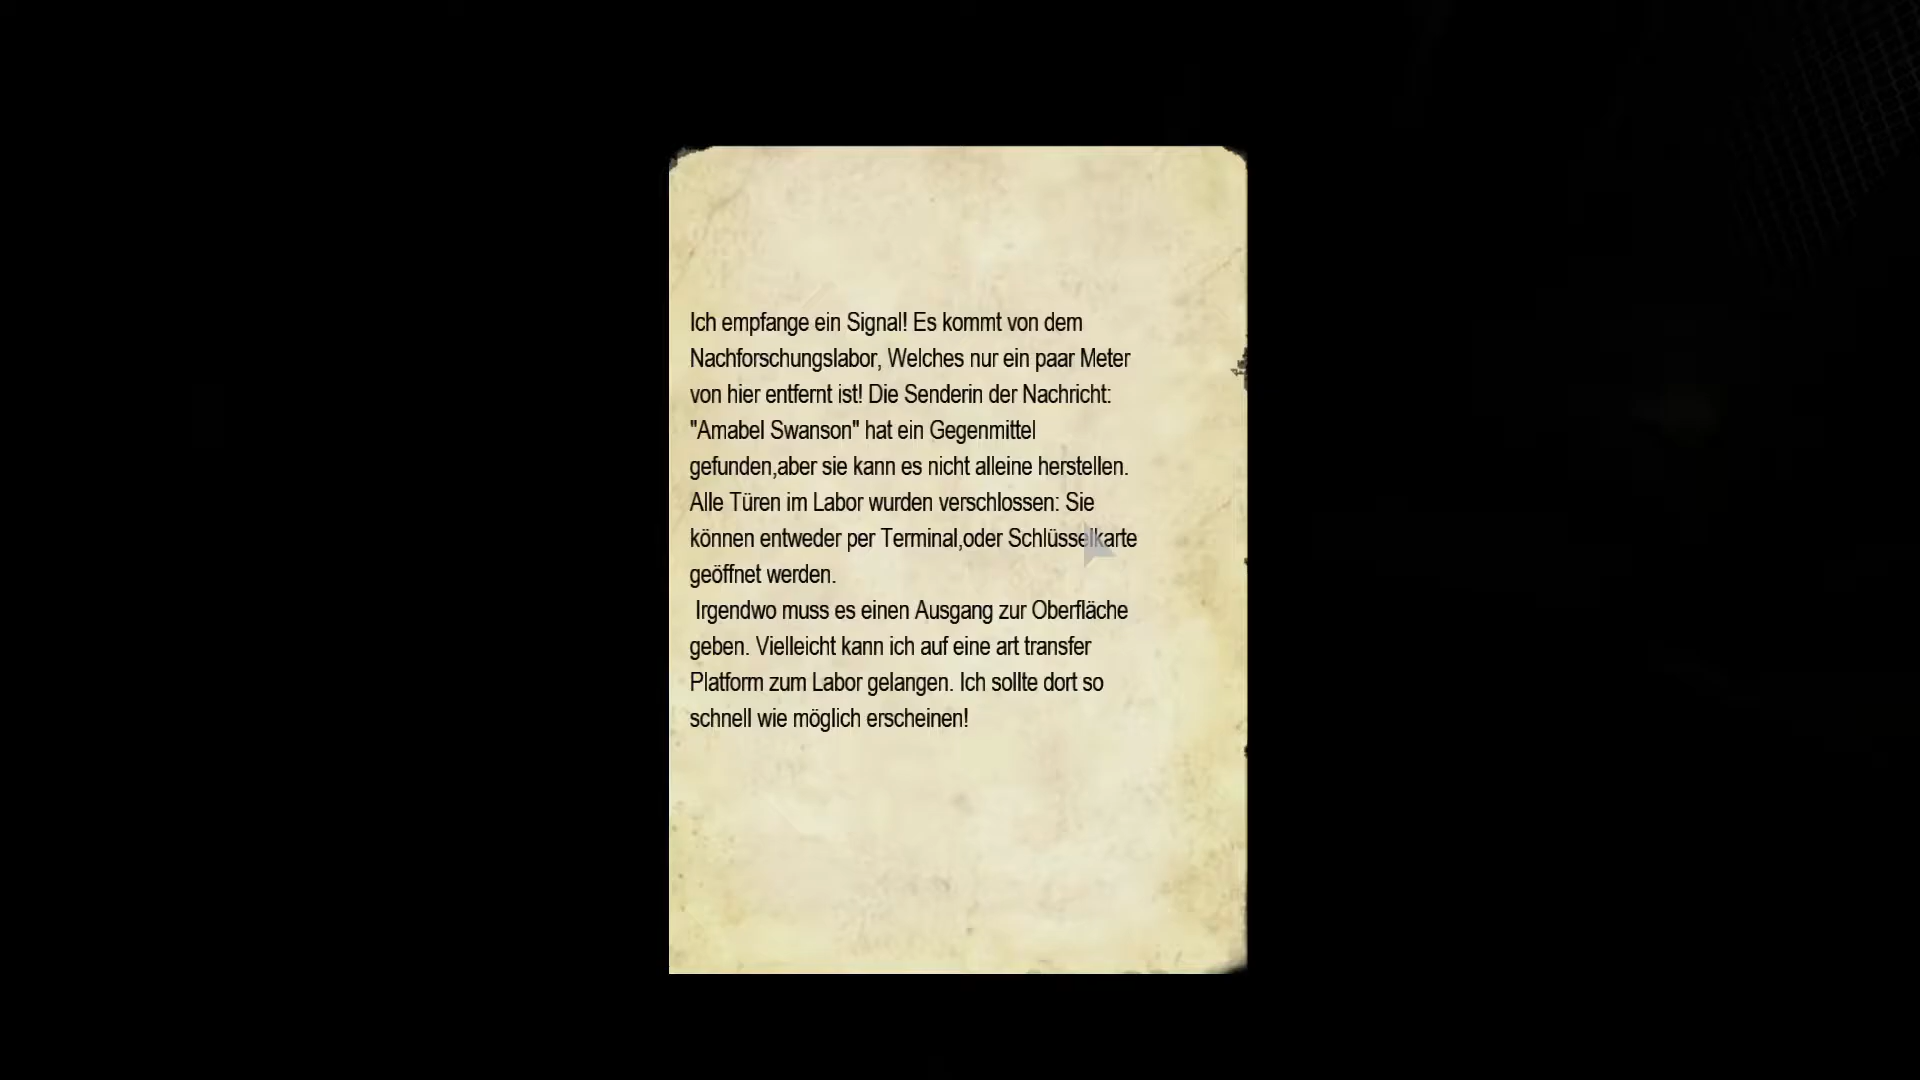 Ich empfange ein Signal! Es kommt von dem
Nachforschungslabor, Welches nur ein paar Meter
von hier entfernt ist! Die Senderin der Nachricht:
"Amabel Swanson" hat ein Gegenmittel
gefunden,aber sie kann es nicht alleine herstellen.
Alle Türen im Labor wurden verschlossen: Sie
können entweder per Terminal,oder Schlüsselkarte
geöffnet werden.
Irgendwo muss es einen Ausgang zur Oberfläche
geben. Vielleicht kann ich auf eine art transfer
Platform zum Labor gelangen. Ich sollte dort so
schnell wie möglich erscheinen!